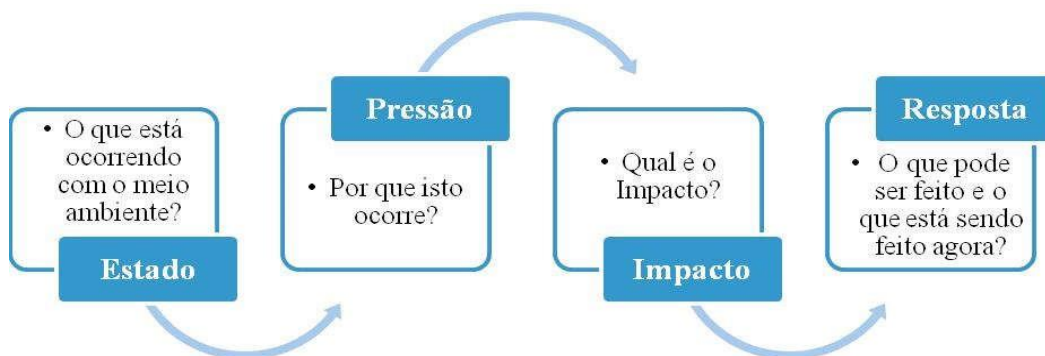 • O que está
ocorrendo
com o meio
ambiente?
Estado
Pressão
• Por que isto
ocorre?
• Qual é o
Impacto?
Impacto
Resposta
• O que pode
ser feito e o
que está sendo
feito agora?